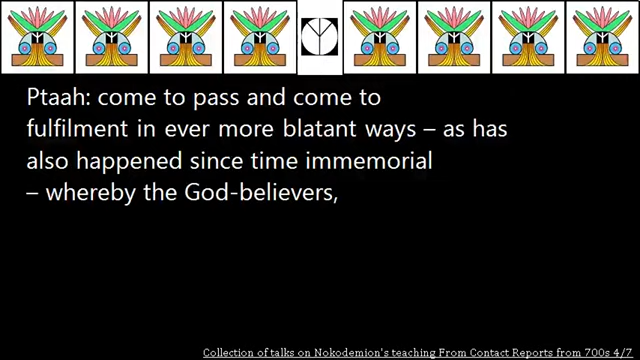 Ptaah: come to pass and come to
fulfilment in ever more blatant ways – as has
also happened since time immemorial
– whereby the God-believers,
Collection of talks on Nokodemion's teaching From Contact Reports from 700s 4/7